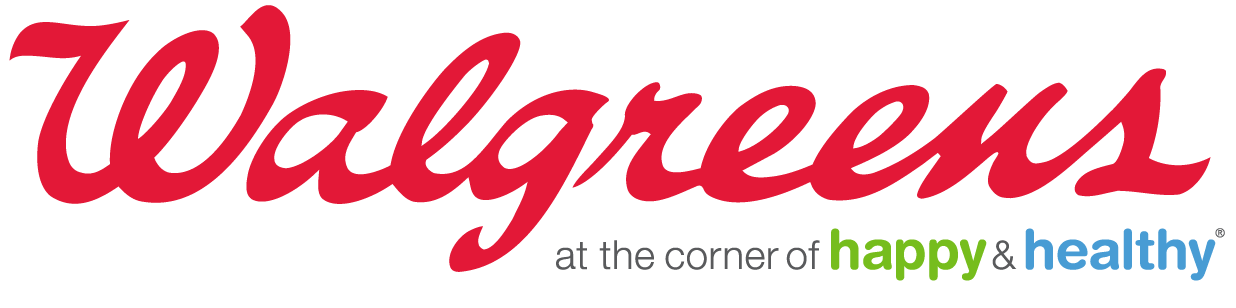 Walgreens
at the corner of happy & healthy®